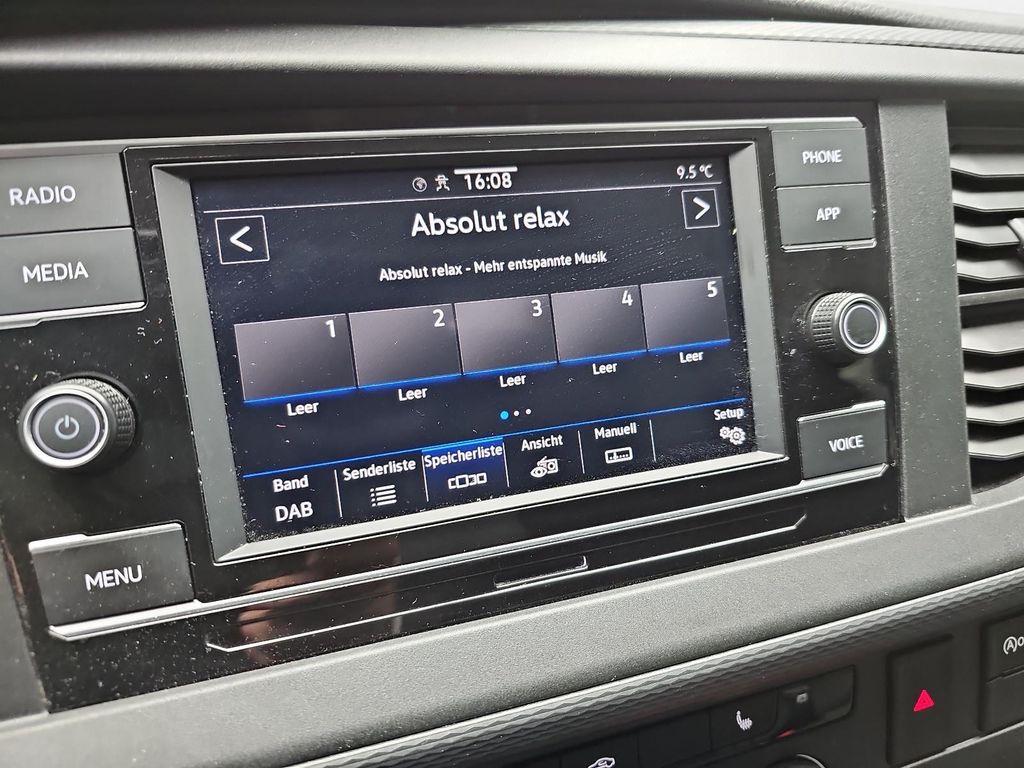 RADIO
MEDIA
MENU
16:08
9.5 °C
<
Absolut relax
>
Absolut relax - Mehr entspannte Musik
1
2
3
4
5
Leer
Leer
Leer
Leer
Leer
Band
DAB
Senderliste
Speicherliste
Ansicht
Manuell
Setup
PHONE
APP
VOICE